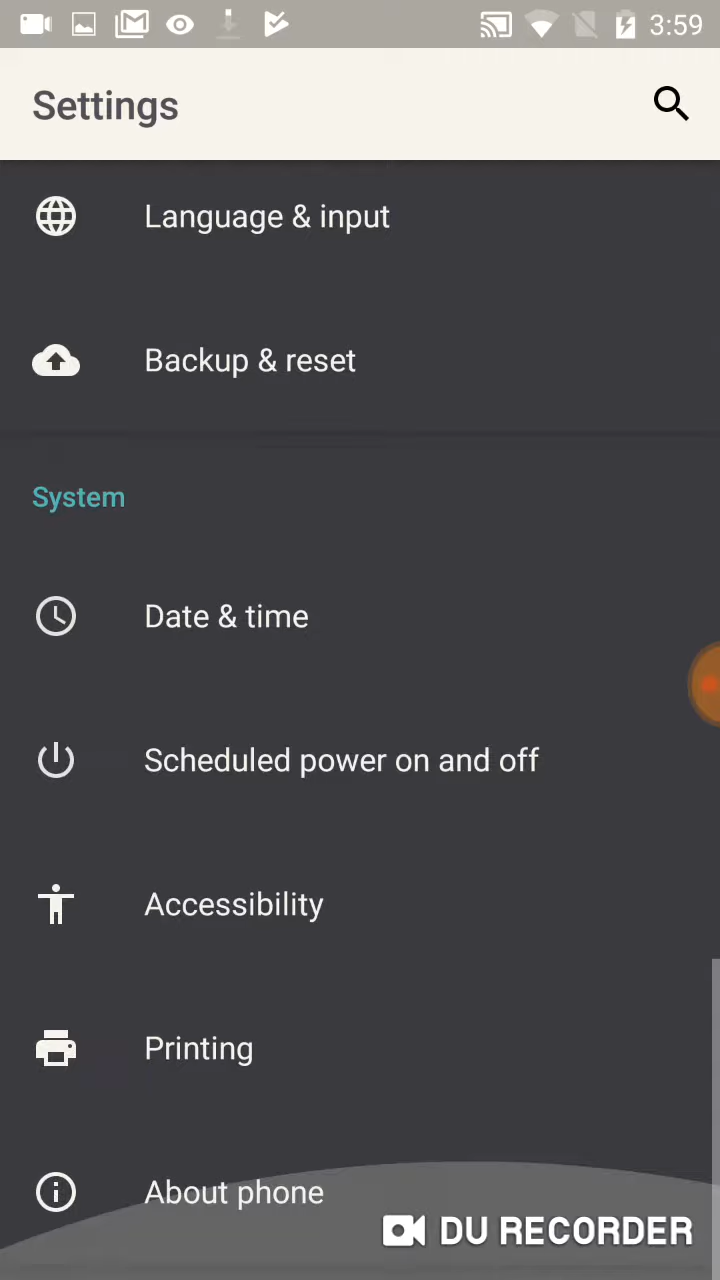 3:59
Settings
Language & input
Backup & reset
System
Date & time
Scheduled power on and off
Accessibility
Printing
About phone
DU RECORDER